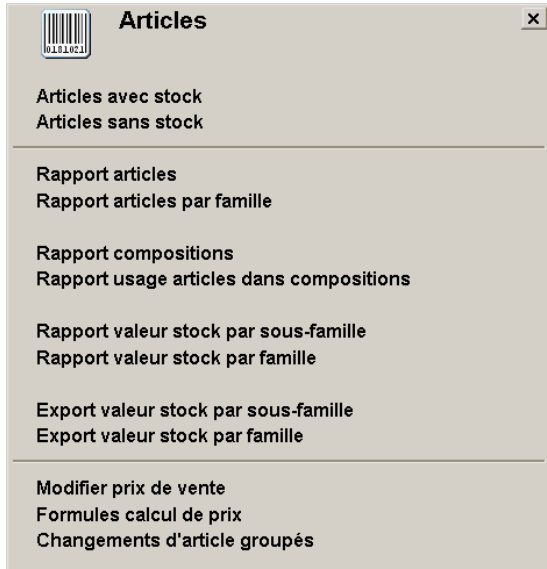 Articles
Articles avec stock
Articles sans stock
Rapport articles
Rapport articles par famille
Rapport compositions
Rapport usage articles dans compositions
Rapport valeur stock par sous-famille
Rapport valeur stock par famille
Export valeur stock par sous-famille
Export valeur stock par famille
Modifier prix de vente
Formules calcul de prix
Changements d'article groupés